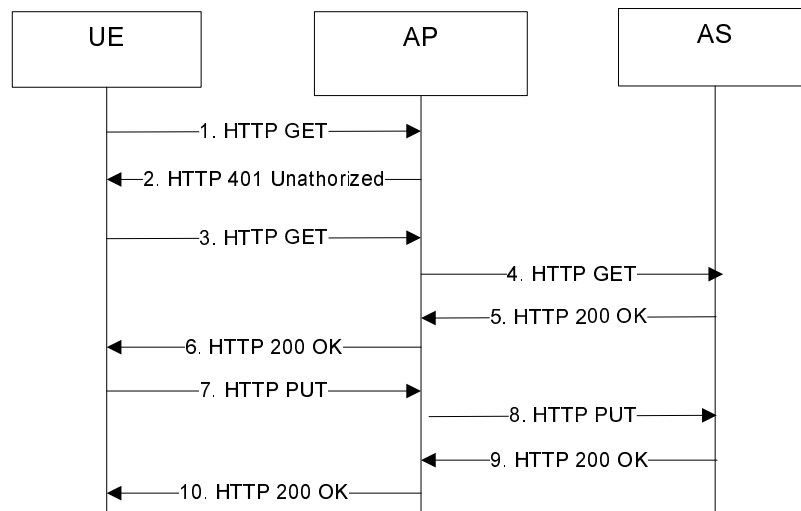 UE
AP
AS
1. HTTP GET
2. HTTP 401 Unathorized
3. HTTP GET
4. HTTP GET
5. HTTP 200 OK
6. HTTP 200 OK
7. HTTP PUT
8. HTTP PUT
9. HTTP 200 OK
10. HTTP 200 OK